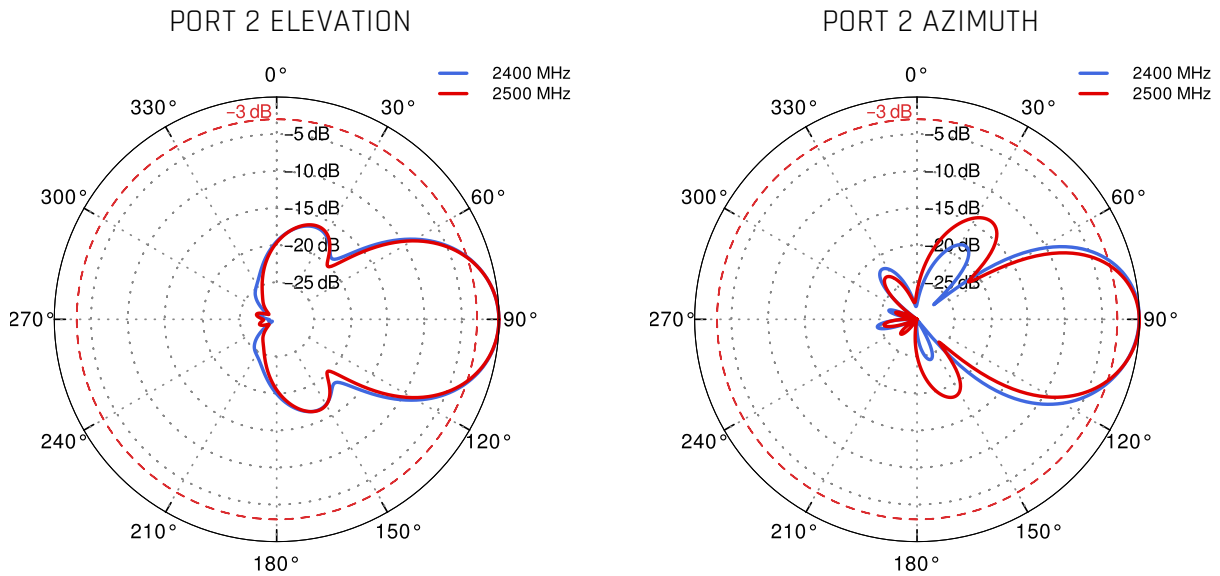 PORT 2 ELEVATION
2400 MHz
2500 MHz
0°
330°
30°
−3 dB
−5 dB
−10 dB
300°
60°
−15 dB
−20 dB
−25 dB
270°
90°
240°
120°
210°
150°
180°
PORT 2 AZIMUTH
2400 MHz
2500 MHz
0°
330°
30°
−3 dB
−5 dB
−10 dB
300°
60°
−15 dB
−20 dB
−25 dB
270°
90°
240°
120°
210°
150°
180°